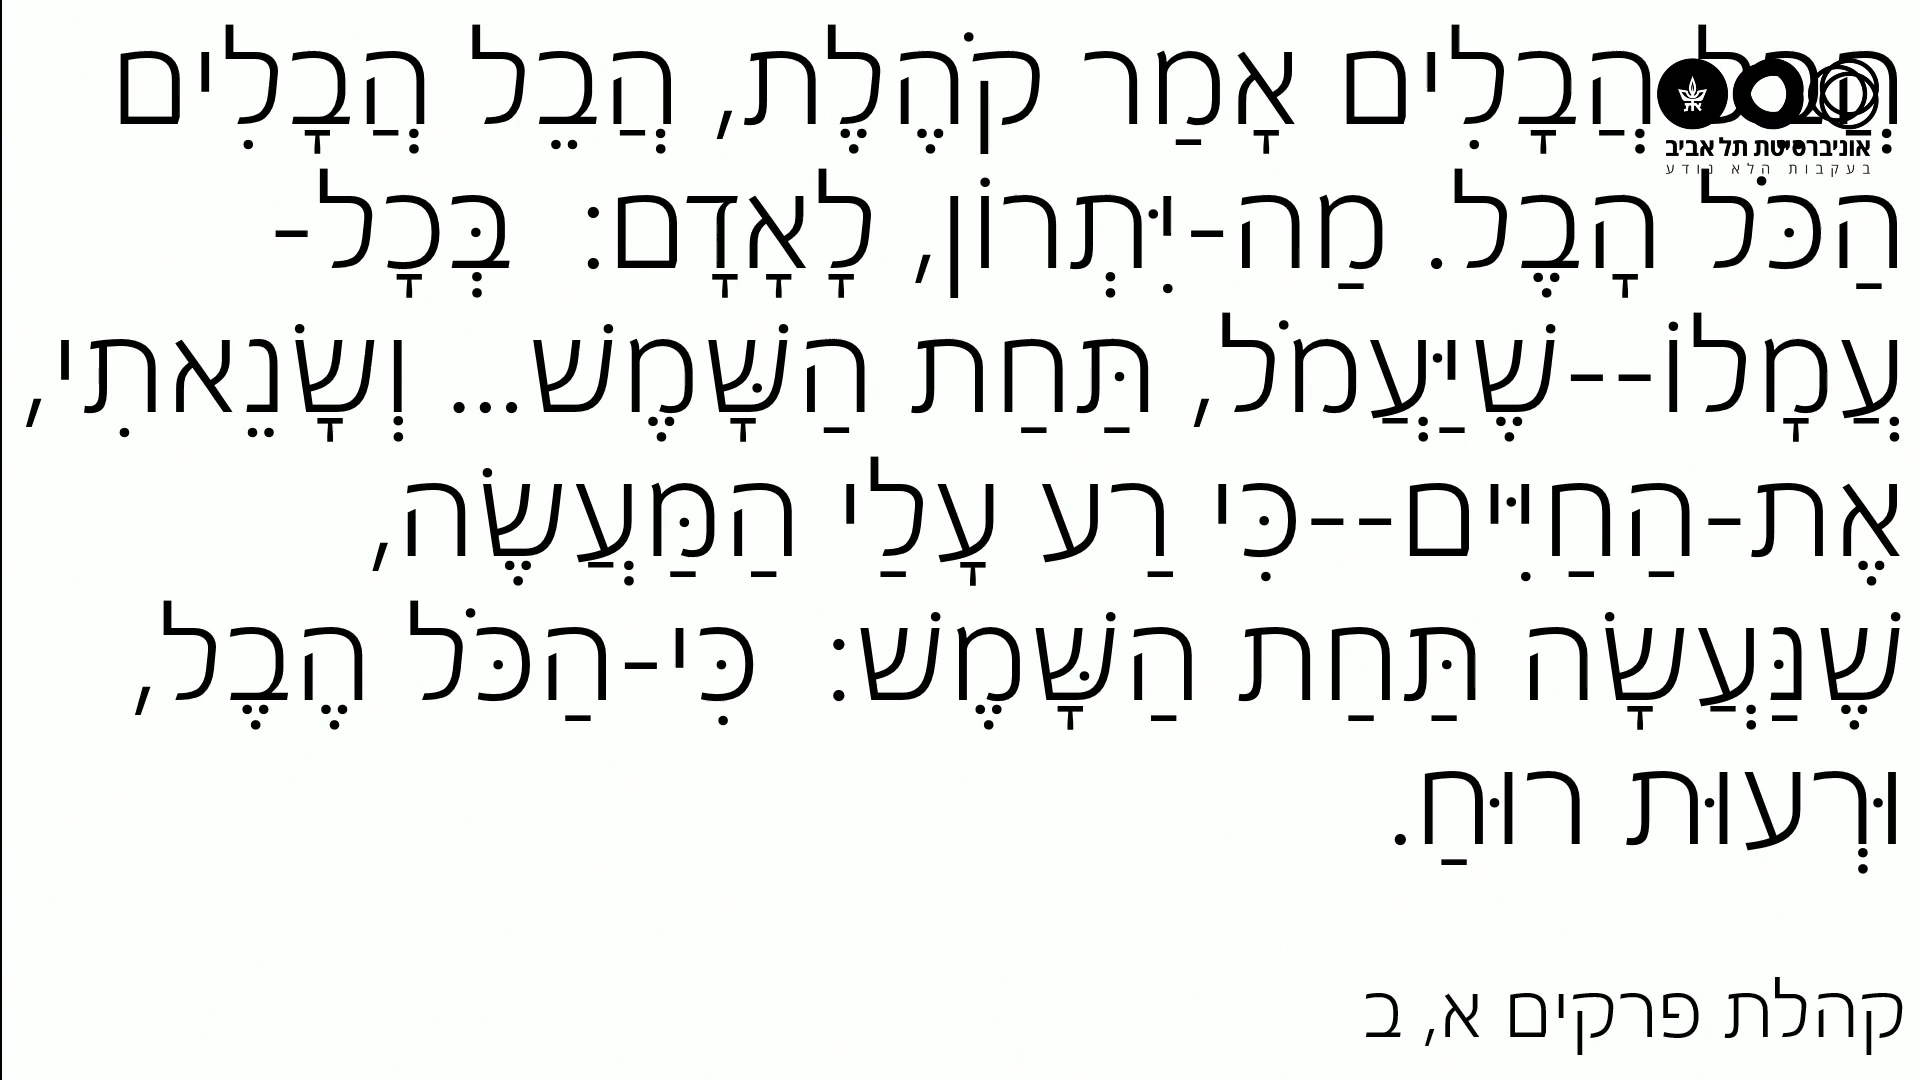 הֲבֵל הֲבָלִים אָמַר קֹהֶלֶת, הֲבֵל הֲבָלִים
הַכֹּל הָבֶל. מַה-יִּתְרוֹן, לָאָדָם: בְּכָל-
עֲמָלוֹ--שֶׁיַּעֲמֹל, תַּחַת הַשָּׁמֶשׁ... וְשָׂנֵאתִי,
אֶת-הַחַיִּים--כִּי רַע עָלַי הַמַּעֲשֶׂה,
שֶׁנַּעֲשָׂה תַּחַת הַשָּׁמֶשׁ: כִּי-הַכֹּל הֶבֶל,
וּרְעוּת רוּחַ.
קהלת פרקים א, ב
אוניברסיטת תל אביב
בעקבות הלא נודע